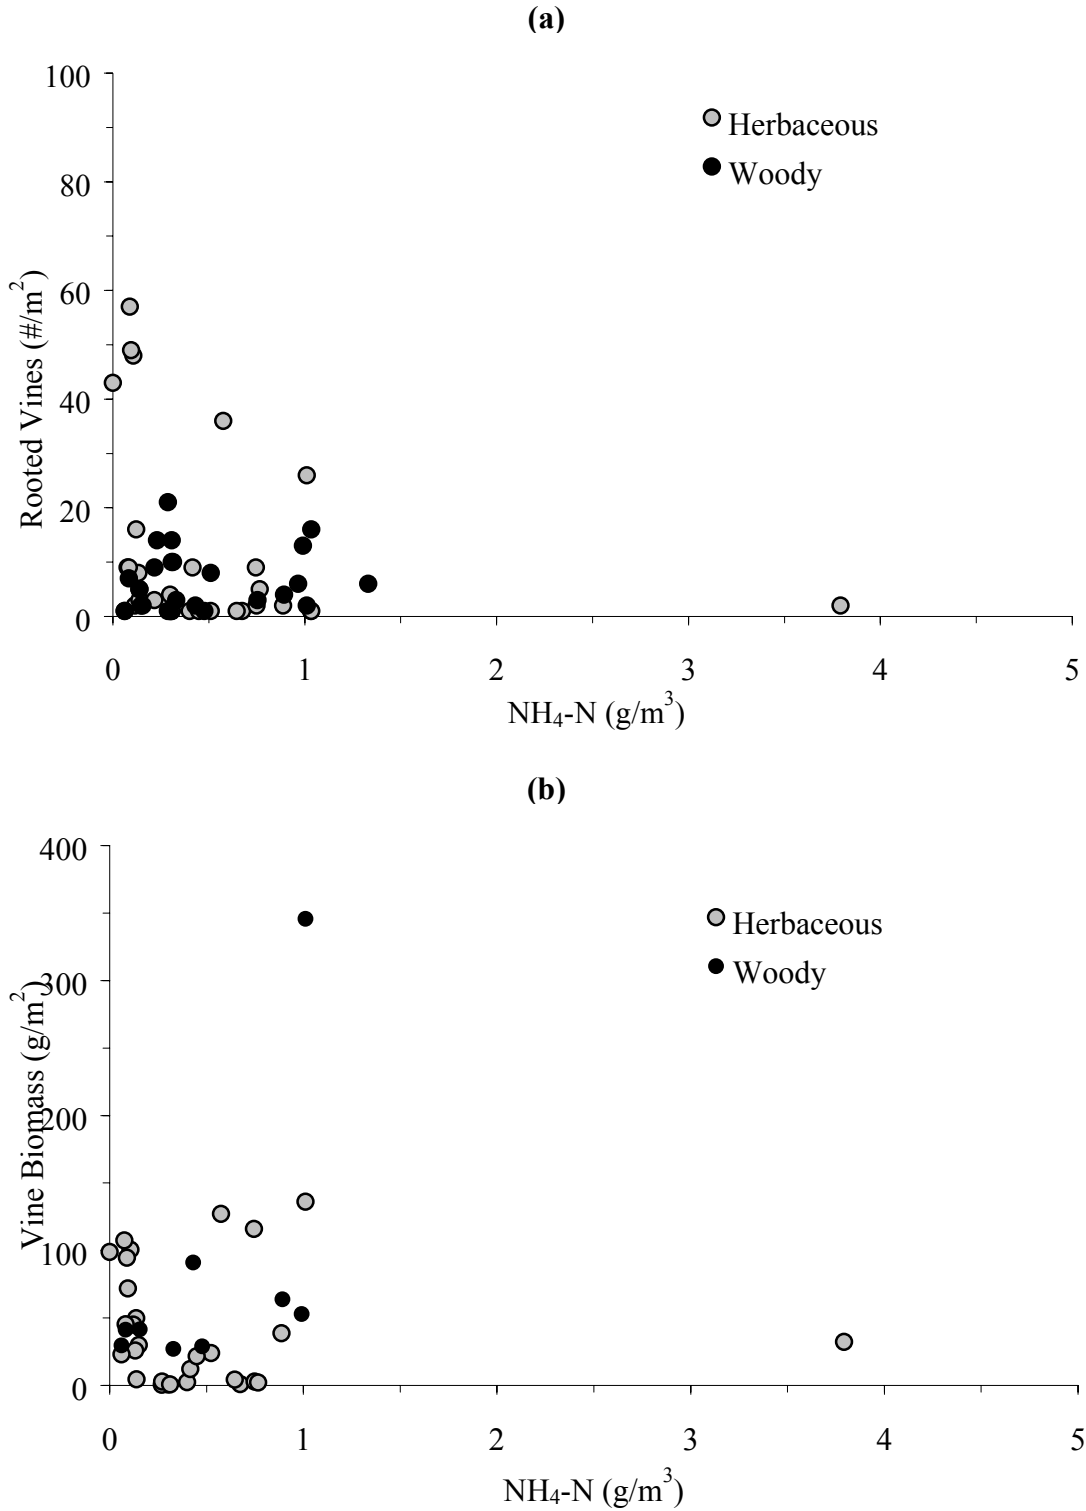 (a)
100
80
60
40
20
0
Rooted Vines (#/m²)
Herbaceous
Woody
0 1 2 3 4 5
NH₄-N (g/m³)
(b)
400
300
200
100
0
Vine Biomass (g/m²)
Herbaceous
Woody
0 1 2 3 4 5
NH₄-N (g/m³)